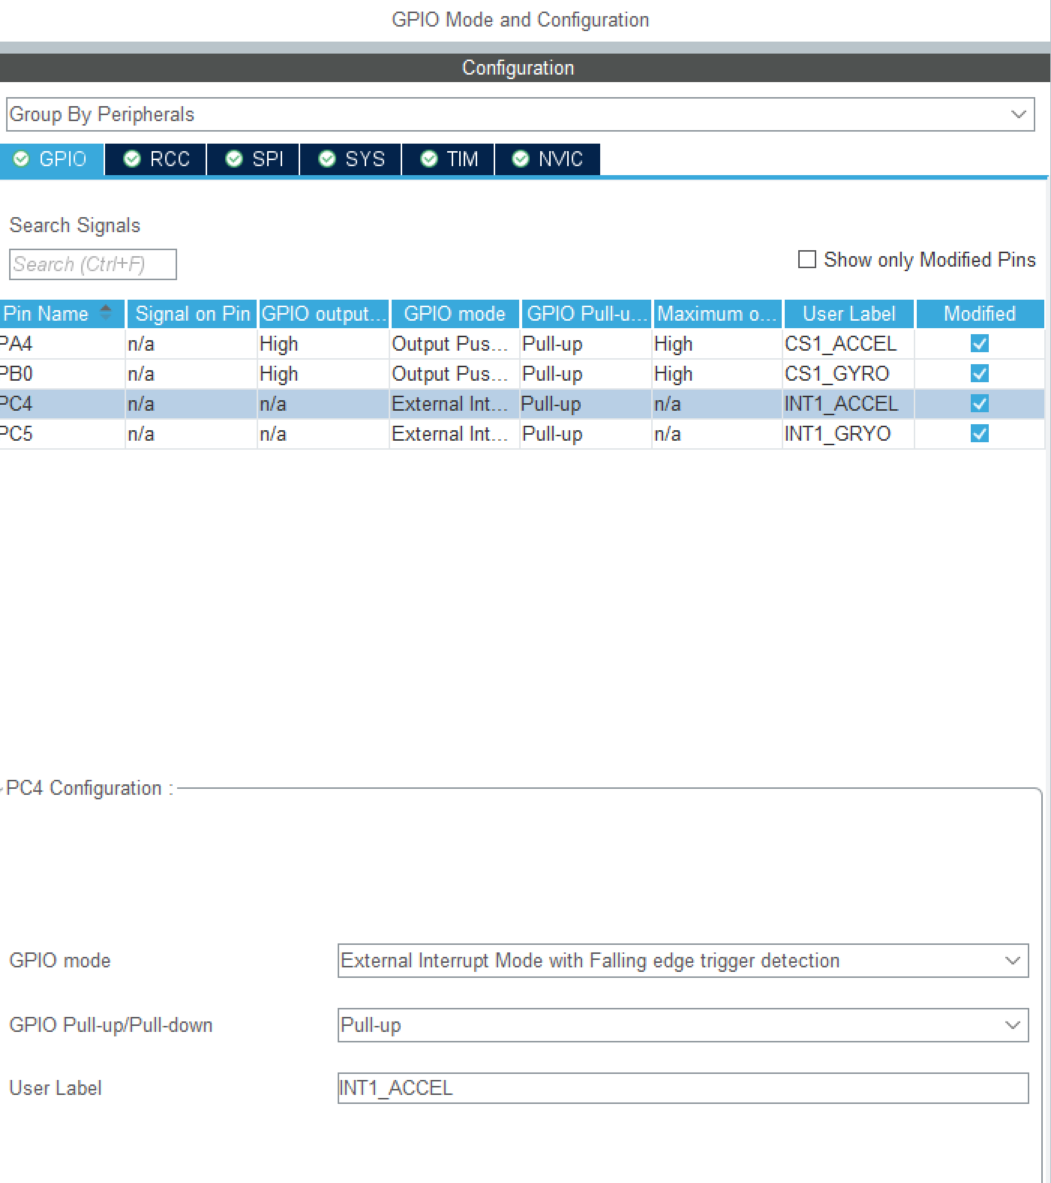 GPIO Mode and Configuration
Configuration
Group By Peripherals
GPIO RCC SPI SYS TIM NVIC
Search Signals
Search (Ctrl+F)
Show only Modified Pins
Pin Name Signal on Pin GPIO output... GPIO mode GPIO Pull-u... Maximum o... User Label Modified
PA4 n/a High Output Pus... Pull-up High CS1_ACCEL
PB0 n/a High Output Pus... Pull-up High CS1_GYRO
PC4 n/a n/a External Int... Pull-up n/a INT1_ACCEL
PC5 n/a n/a External Int... Pull-up n/a INT1_GRYO
PC4 Configuration :
GPIO mode External Interrupt Mode with Falling edge trigger detection
GPIO Pull-up/Pull-down Pull-up
User Label INT1_ACCEL